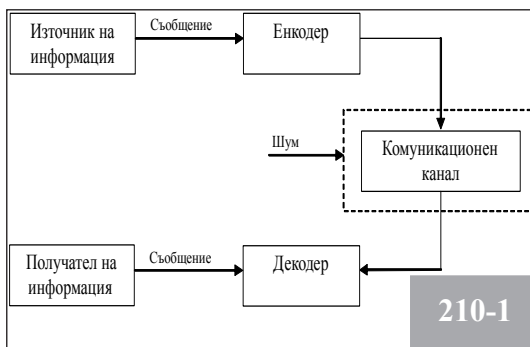 Източник на
информация
Съобщение
Енкодер
Шум
Комуникационен
канал
Получател на
информация
Съобщение
Декодер
210-1